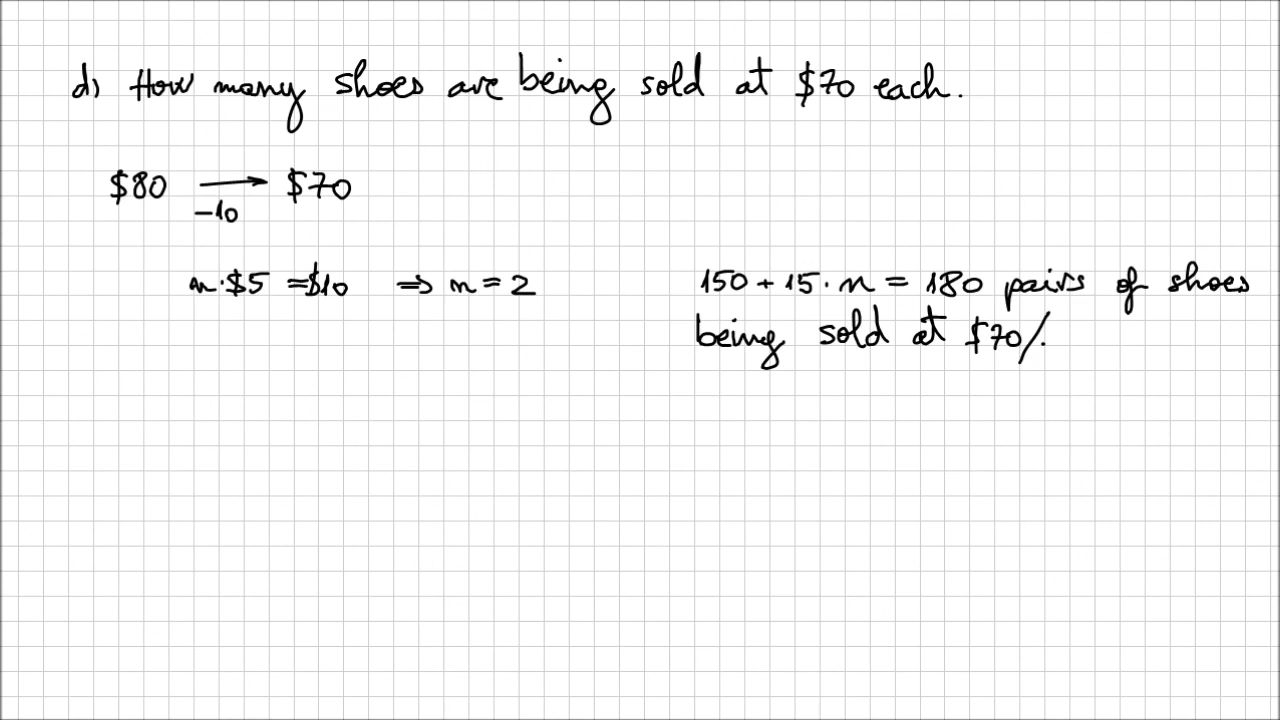 d) How many shoes are being sold at $70 each.
$80 → $70
-10
n·$5 = $10 ⇒ n = 2
150 + 15·n = 180 pairs of shoes
being sold at $70/.